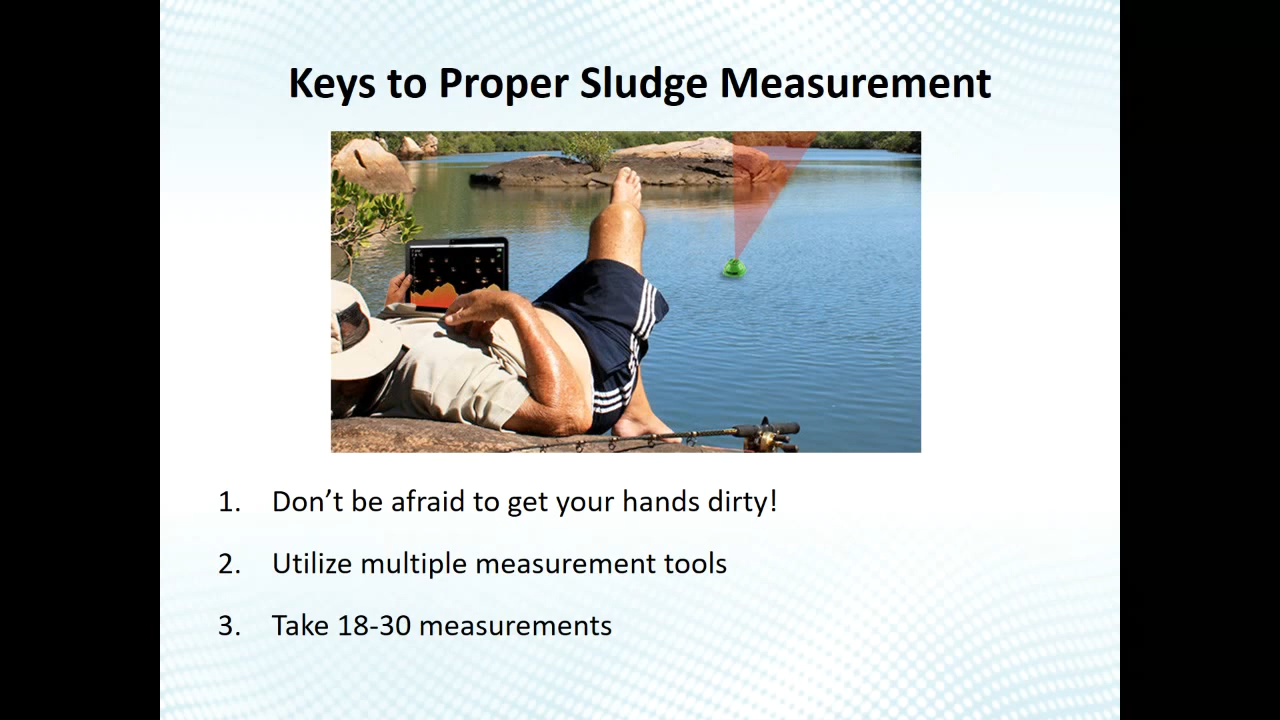 Keys to Proper Sludge Measurement
1. Don’t be afraid to get your hands dirty!
2. Utilize multiple measurement tools
3. Take 18-30 measurements